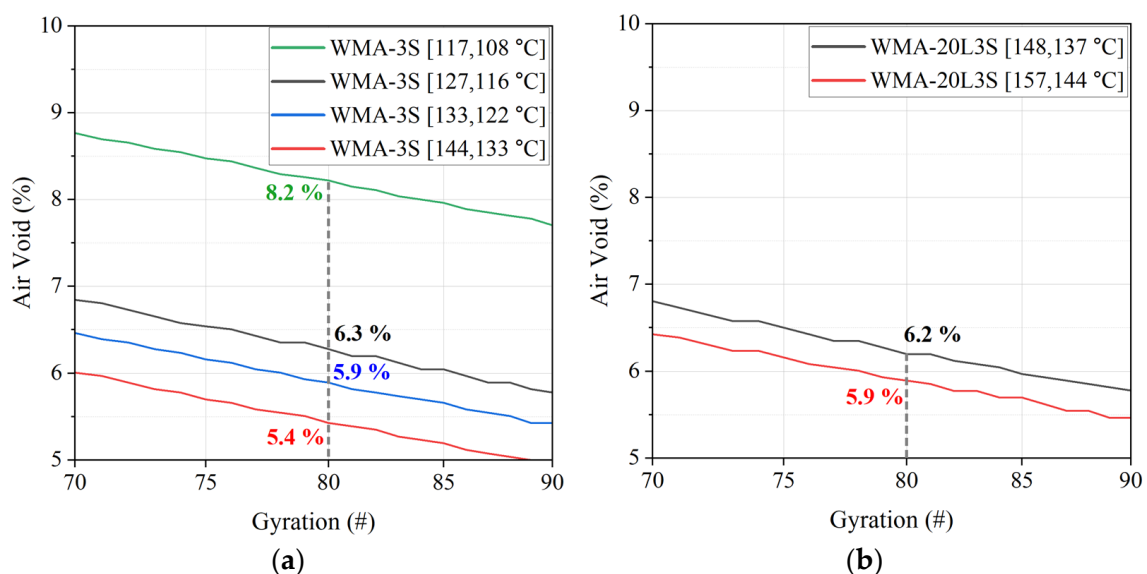 10
9
8
7
6
5
Air Void (%)
WMA-3S [117,108 °C]
WMA-3S [127,116 °C]
WMA-3S [133,122 °C]
WMA-3S [144,133 °C]
8.2 %
6.3 %
5.9 %
5.4 %
70 75 80 85 90
Gyration (#)
(a)
10
9
8
7
6
5
Air Void (%)
WMA-20L3S [148,137 °C]
WMA-20L3S [157,144 °C]
6.2 %
5.9 %
70 75 80 85 90
Gyration (#)
(b)